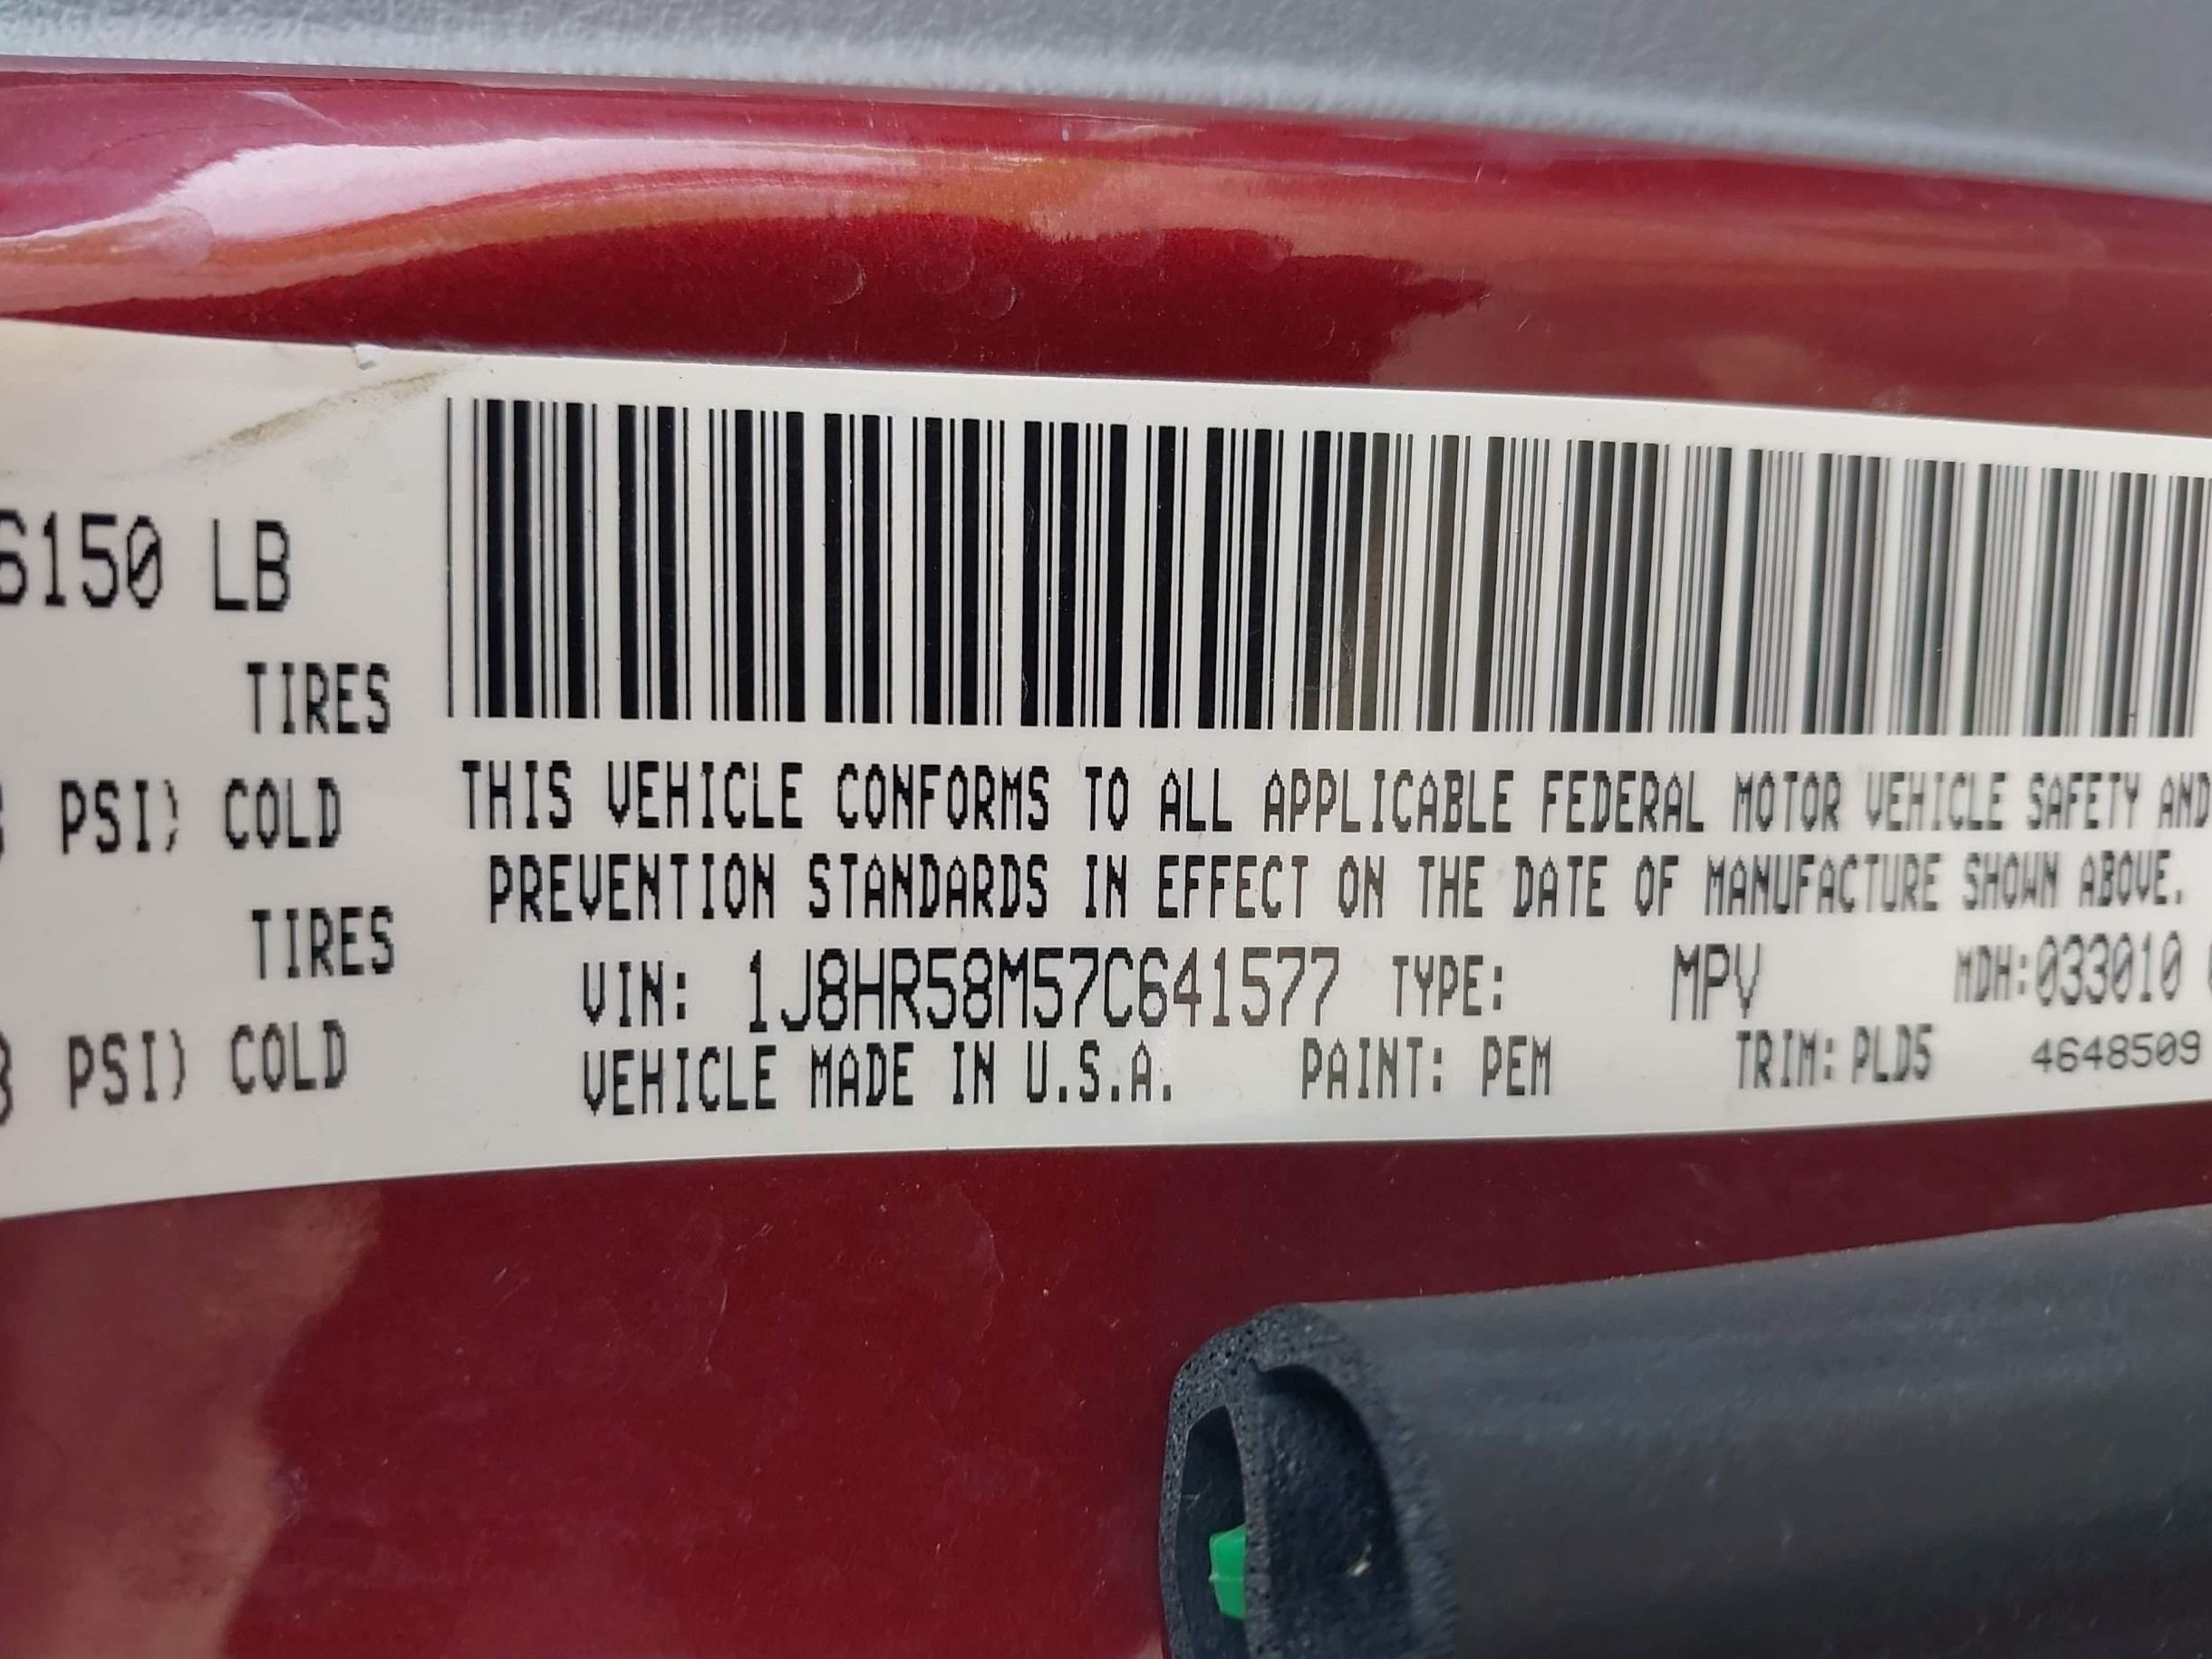 6150 LB
TIRES
PSI) COLD
TIRES
PSI) COLD
THIS VEHICLE CONFORMS TO ALL APPLICABLE FEDERAL MOTOR VEHICLE SAFETY AND
PREVENTION STANDARDS IN EFFECT ON THE DATE OF MANUFACTURE SHOWN ABOVE.
VIN: 1J8HR58M57C641577 TYPE: MPV MDH:033010
VEHICLE MADE IN U.S.A. PAINT: PEM TRIM: PLD5 4648509